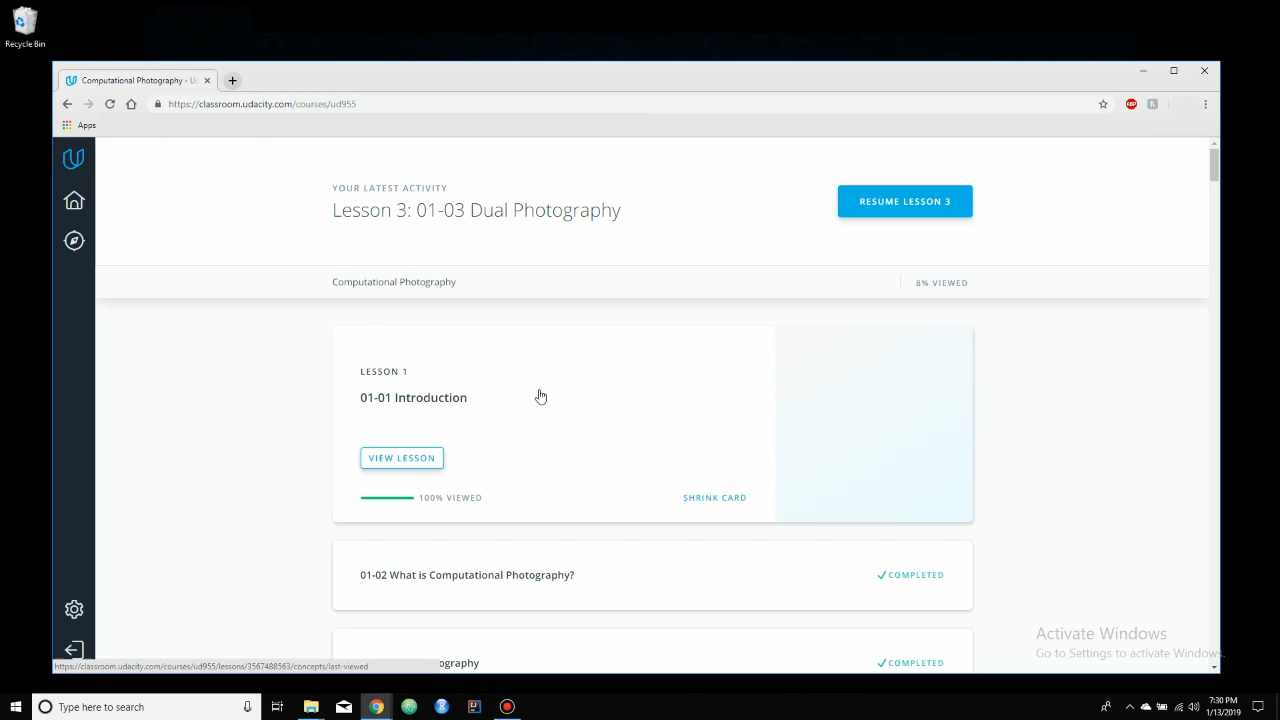 Recycle Bin
Computational Photography - U
https://classroom.udacity.com/courses/ud955
ABP
Apps
YOUR LATEST ACTIVITY
Lesson 3: 01-03 Dual Photography
RESUME LESSON 3
Computational Photography
8% VIEWED
LESSON 1
01-01 Introduction
VIEW LESSON
100% VIEWED
SHRINK CARD
01-02 What is Computational Photography?
COMPLETED
ography
COMPLETED
Activate Windows
Go to Settings to activate Windows.
https://classroom.udacity.com/courses/ud955/lessons/3567488563/concepts/last-viewed
Type here to search
7:30 PM
1/13/2019